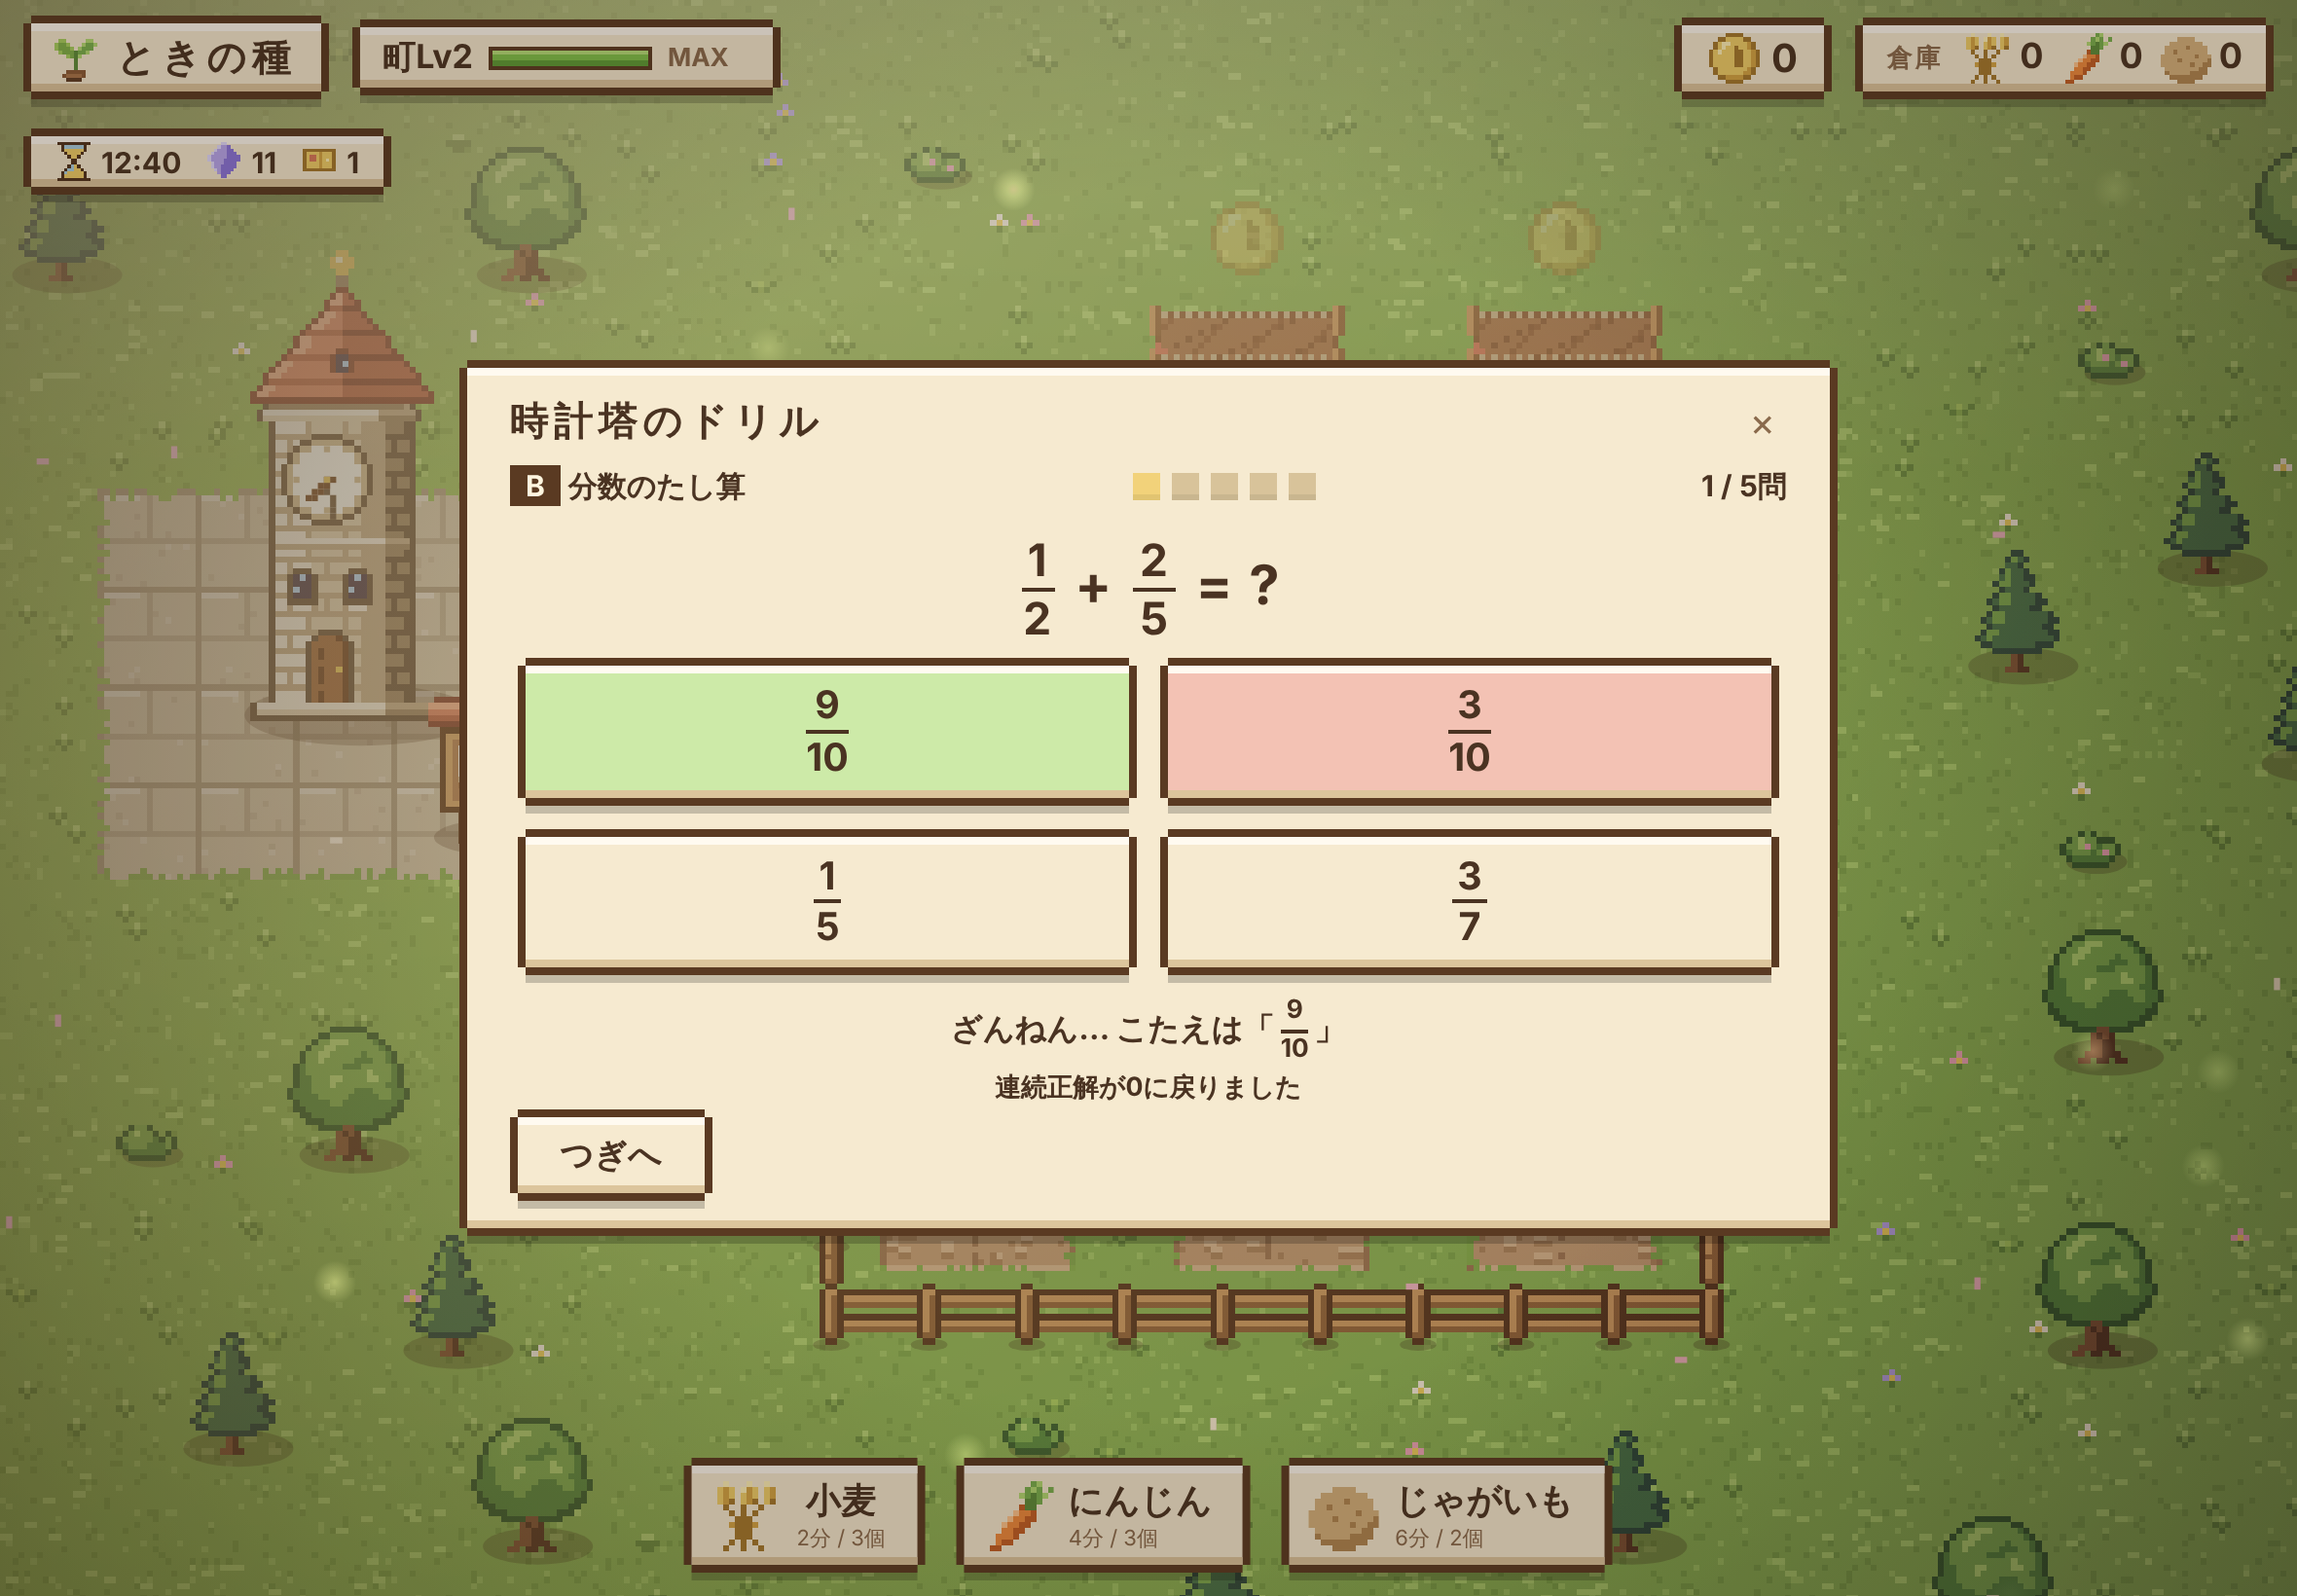 ときの種
町Lv2 MAX
0
倉庫 0 0 0
12:40 11 1
時計塔のドリル
×
B 分数のたし算
1 / 5問
1/2 + 2/5 = ?
9/10
3/10
1/5
3/7
ざんねん… こたえは「9/10」
連続正解が0に戻りました
つぎへ
小麦
2分 / 3個
にんじん
4分 / 3個
じゃがいも
6分 / 2個